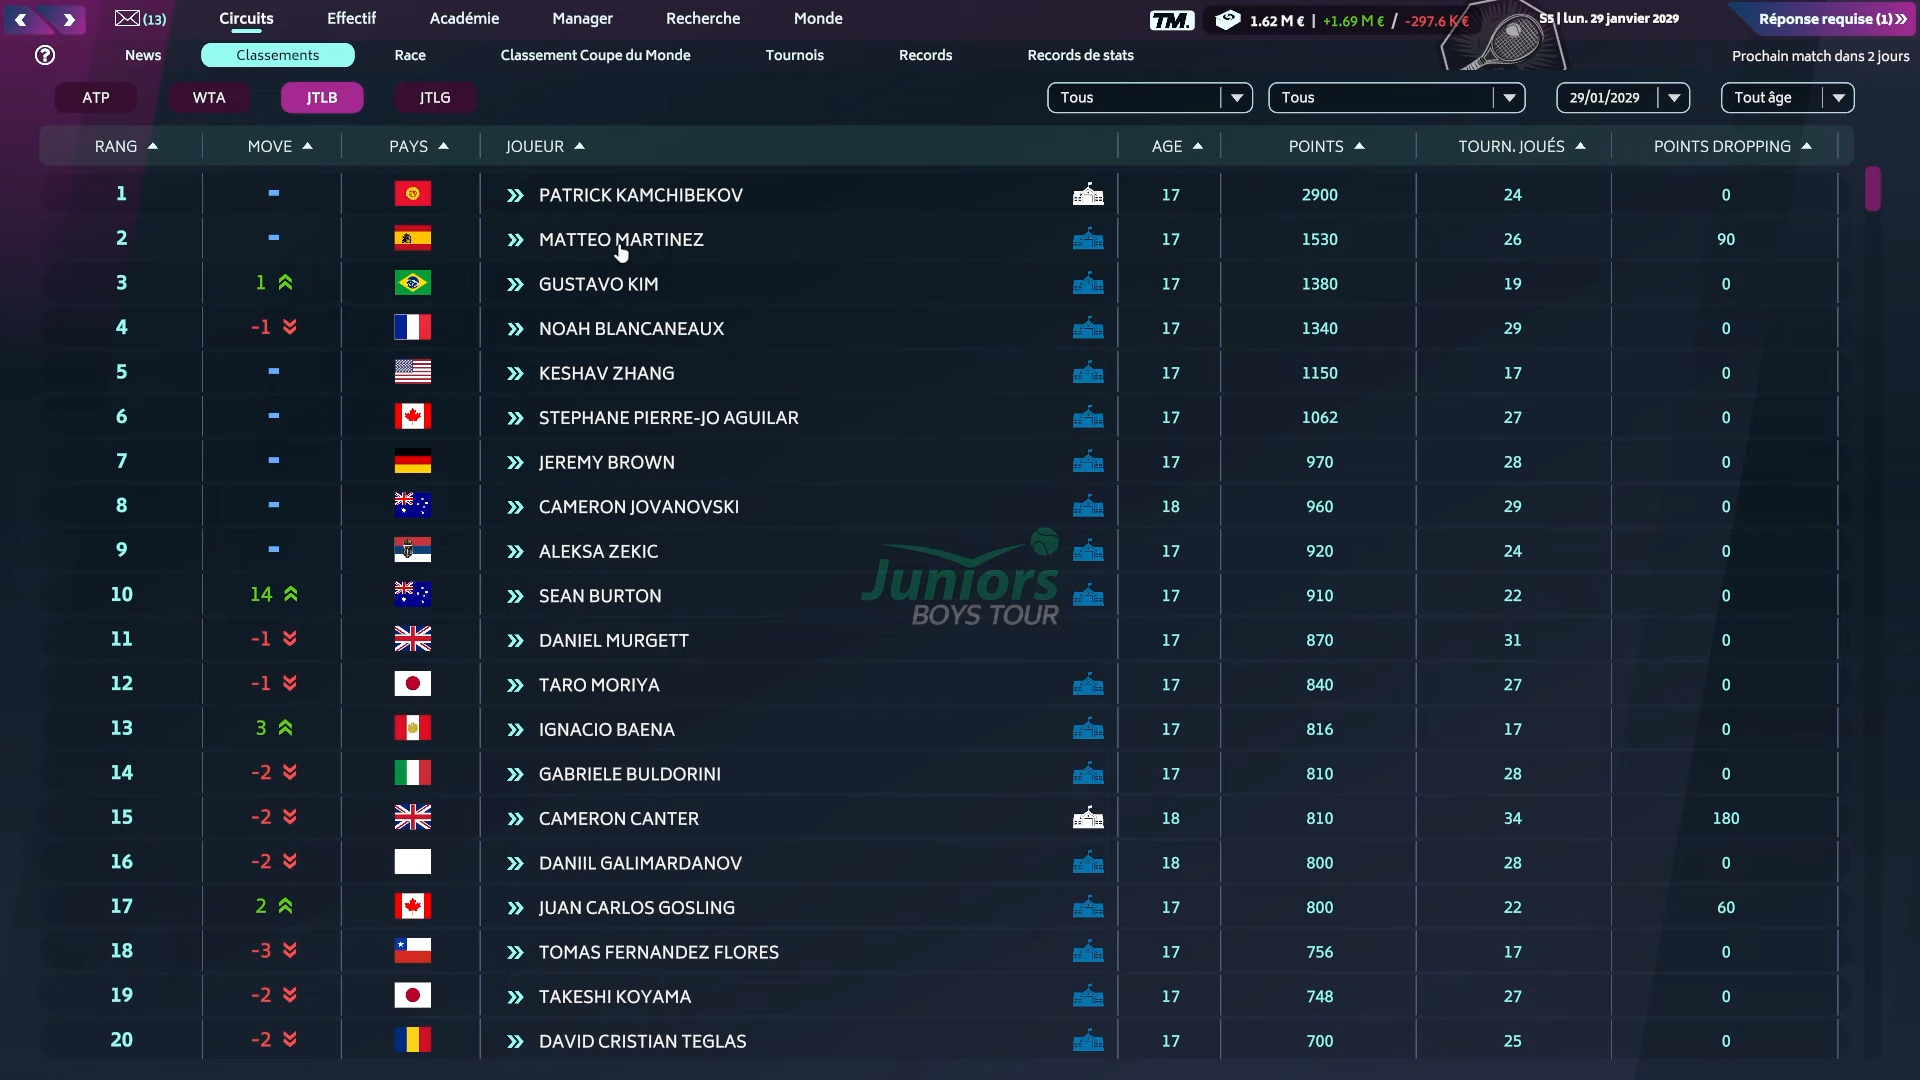 (13) Circuits Effectif Académie Manager Recherche Monde TM. 1.62 M € | +1.69 M € / -297.6 K € S5 | lun. 29 janvier 2029 Réponse requise (1)
News Classements Race Classement Coupe du Monde Tournois Records Records de stats Prochain match dans 2 jours
ATP WTA JTLB JTLG Tous Tous 29/01/2029 Tout âge
RANG MOVE PAYS JOUEUR AGE POINTS TOURN. JOUÉS POINTS DROPPING
1 - PATRICK KAMCHIBEKOV 17 2900 24 0
2 - MATTEO MARTINEZ 17 1530 26 90
3 1 GUSTAVO KIM 17 1380 19 0
4 -1 NOAH BLANCANEAUX 17 1340 29 0
5 - KESHAV ZHANG 17 1150 17 0
6 - STEPHANE PIERRE-JO AGUILAR 17 1062 27 0
7 - JEREMY BROWN 17 970 28 0
8 - CAMERON JOVANOVSKI 18 960 29 0
9 - ALEKSA ZEKIC 17 920 24 0
10 14 SEAN BURTON 17 910 22 0
Juniors
BOYS TOUR
11 -1 DANIEL MURGETT 17 870 31 0
12 -1 TARO MORIYA 17 840 27 0
13 3 IGNACIO BAENA 17 816 17 0
14 -2 GABRIELE BULDORINI 17 810 28 0
15 -2 CAMERON CANTER 18 810 34 180
16 -2 DANIIL GALIMARDANOV 18 800 28 0
17 2 JUAN CARLOS GOSLING 17 800 22 60
18 -3 TOMAS FERNANDEZ FLORES 17 756 17 0
19 -2 TAKESHI KOYAMA 17 748 27 0
20 -2 DAVID CRISTIAN TEGLAS 17 700 25 0